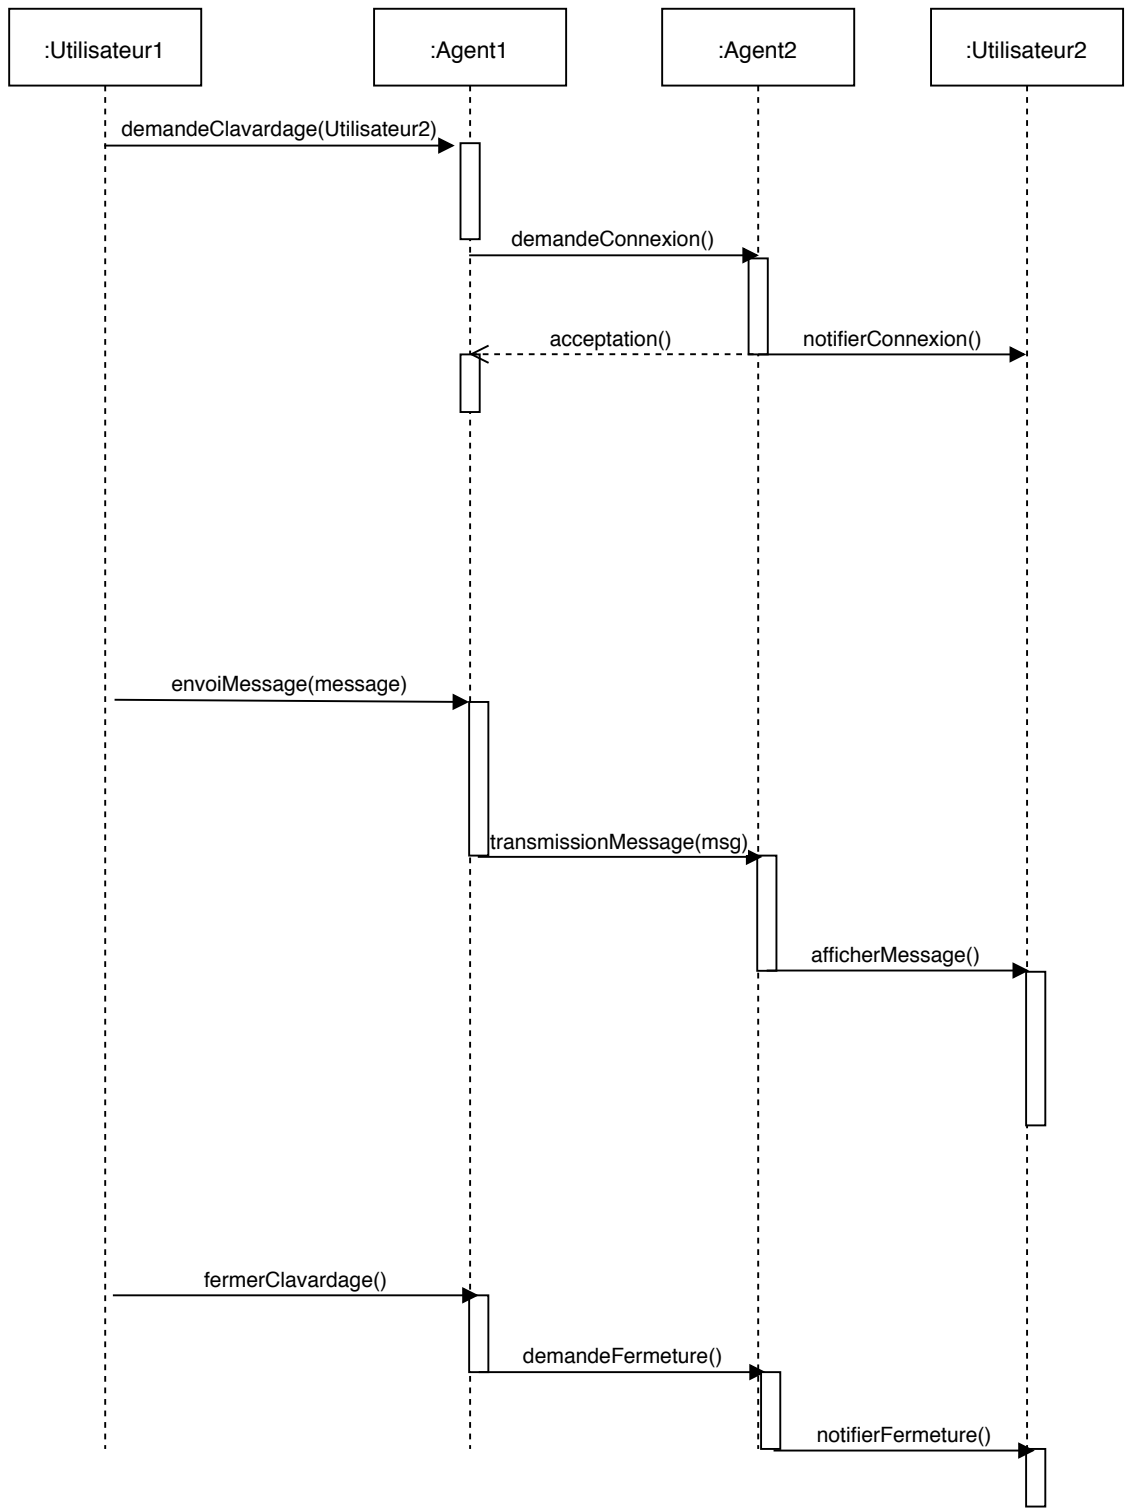 :Utilisateur1
:Agent1
:Agent2
:Utilisateur2
demandeClavardage(Utilisateur2)
demandeConnexion()
acceptation()
notifierConnexion()
envoiMessage(message)
transmissionMessage(msg)
afficherMessage()
fermerClavardage()
demandeFermeture()
notifierFermeture()